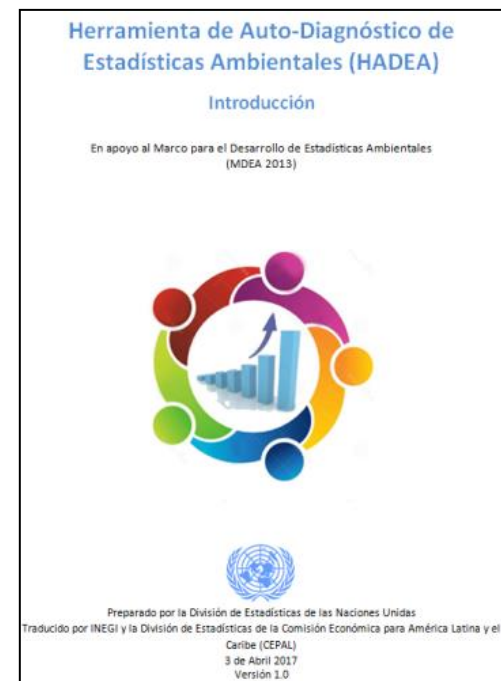 Herramienta de Auto-Diagnóstico de
Estadísticas Ambientales (HADEA)
Introducción
En apoyo al Marco para el Desarrollo de Estadísticas Ambientales
(MDEA 2013)
Preparado por la División de Estadísticas de las Naciones Unidas
Traducido por INEGI y la División de Estadísticas de la Comisión Económica para América Latina y el
Caribe (CEPAL)
3 de Abril 2017
Versión 1.0